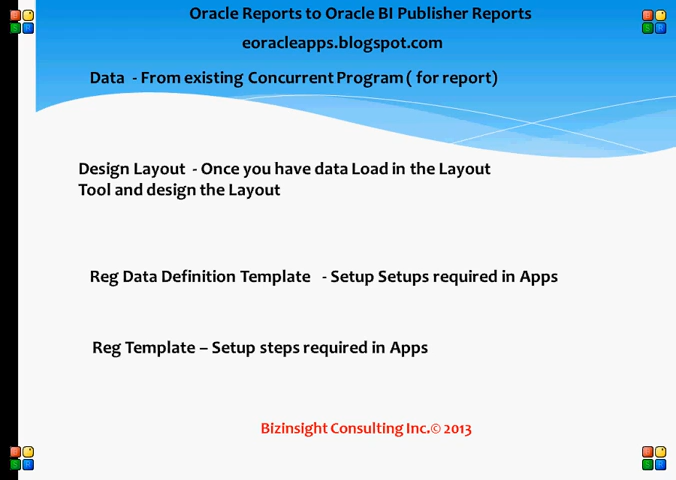 Oracle Reports to Oracle BI Publisher Reports
eoracleapps.blogspot.com
Data - From existing Concurrent Program ( for report)
Design Layout - Once you have data Load in the Layout
Tool and design the Layout
Reg Data Definition Template - Setup Setups required in Apps
Reg Template – Setup steps required in Apps
Bizinsight Consulting Inc.© 2013